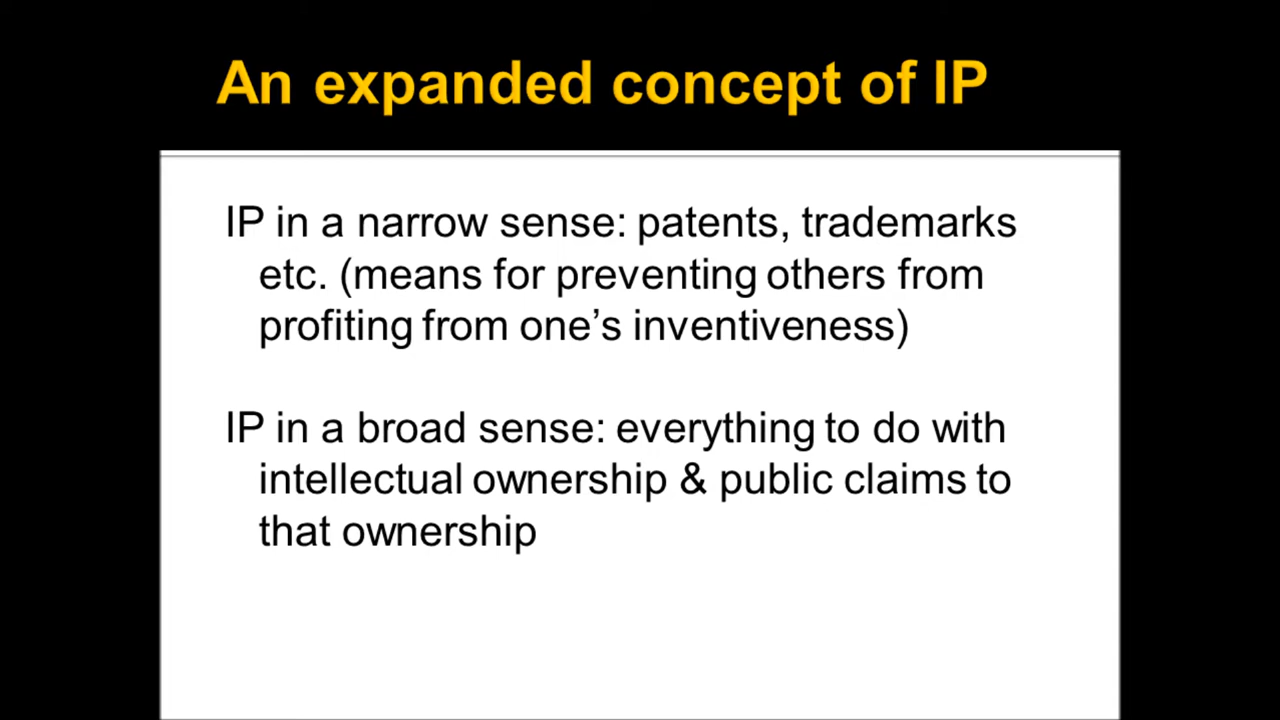 An expanded concept of IP
IP in a narrow sense: patents, trademarks
etc. (means for preventing others from
profiting from one’s inventiveness)
IP in a broad sense: everything to do with
intellectual ownership & public claims to
that ownership